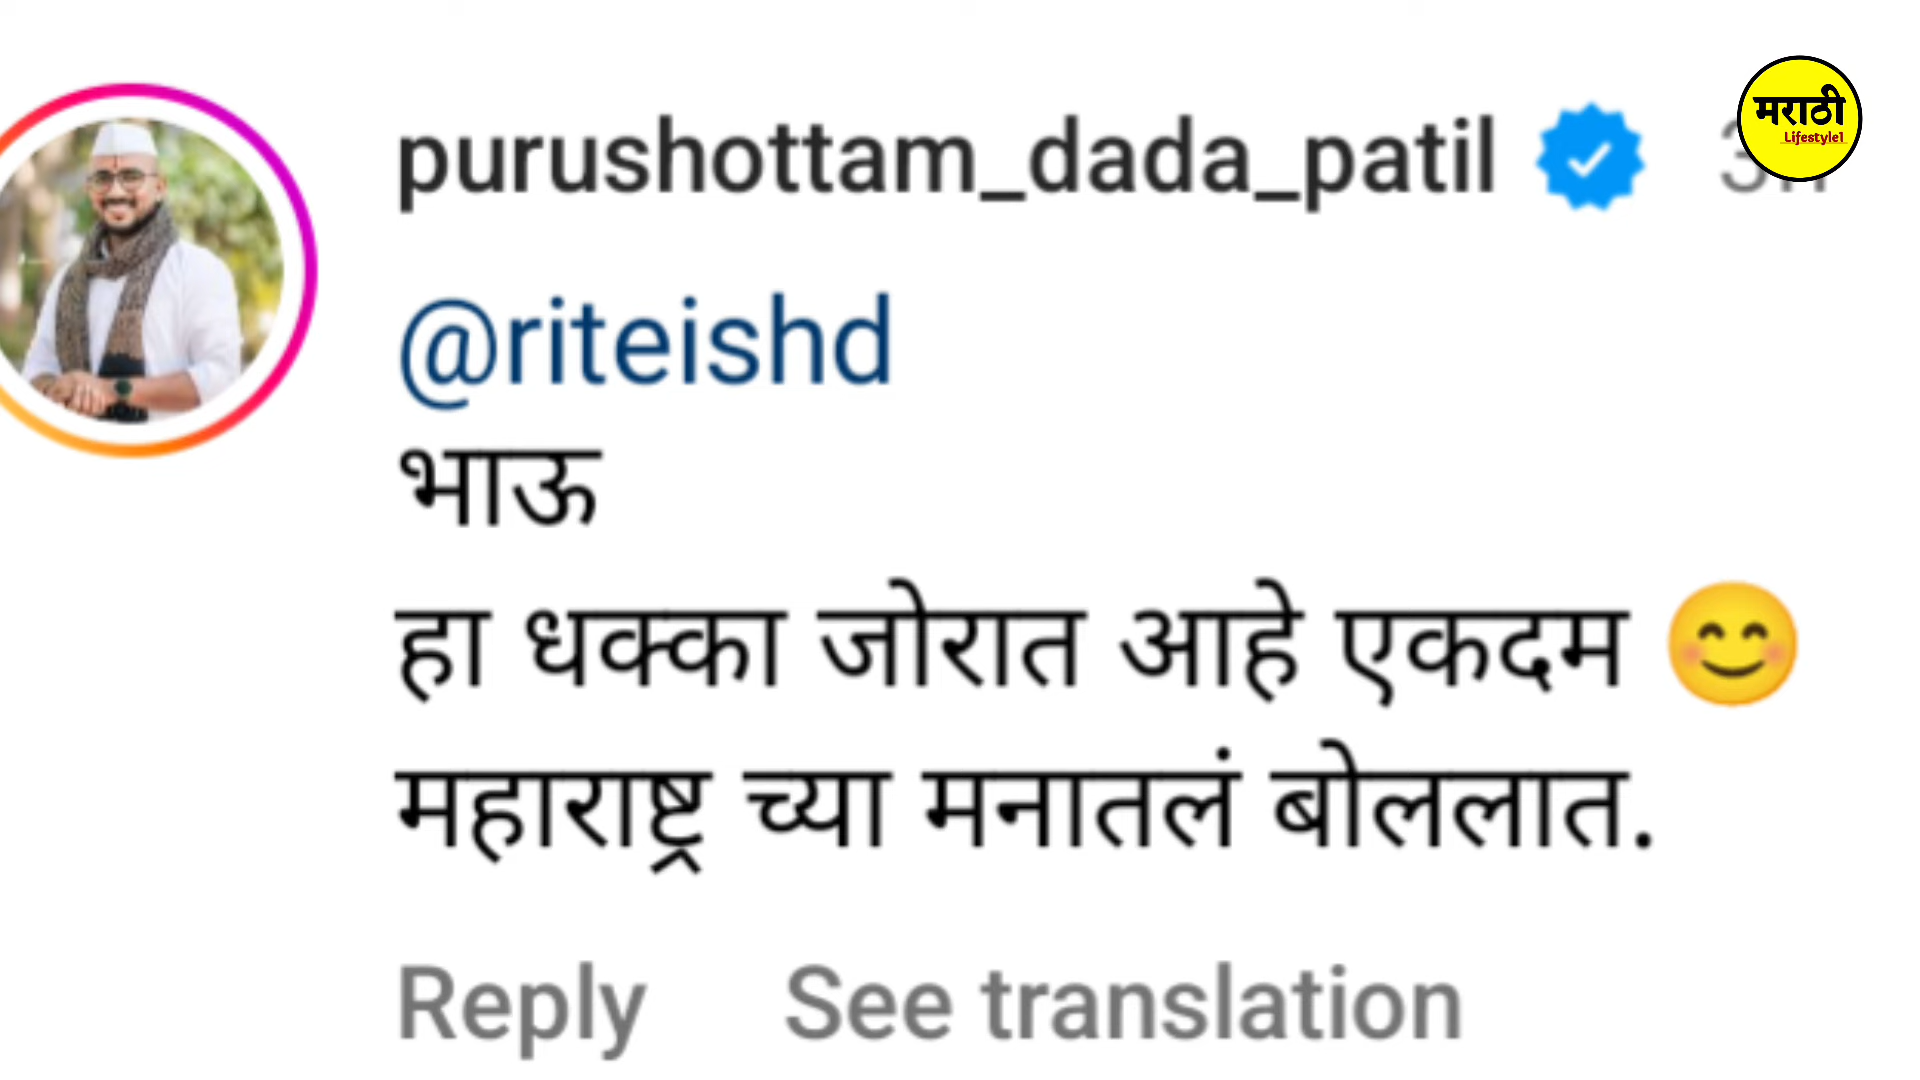 purushottam_dada_patil
मराठी
Lifestyle1
@riteishd
भाऊ
हा धक्का जोरात आहे एकदम 😊
महाराष्ट्र च्या मनातलं बोललात.
Reply See translation